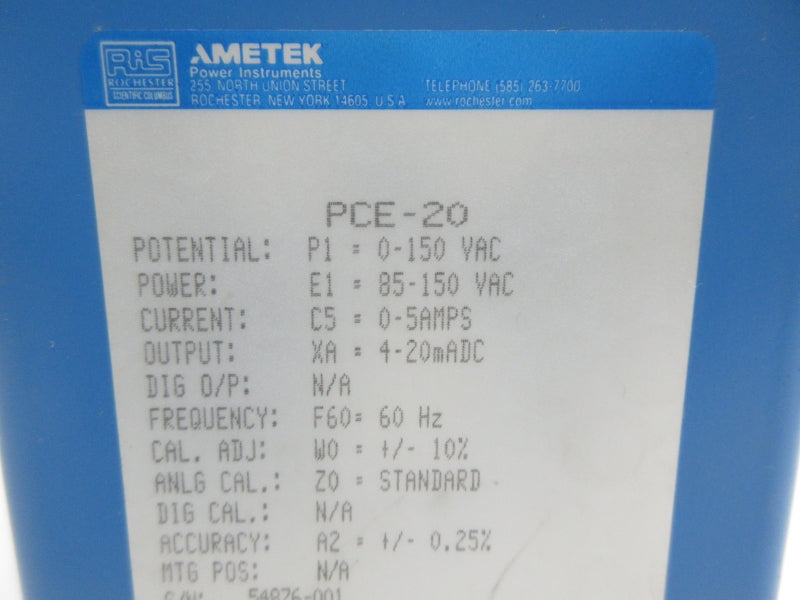 RiS
ROCHESTER
SCIENTIFIC COLUMBUS
AMETEK
Power Instruments
255 NORTH UNION STREET
ROCHESTER, NEW YORK 14605 U.S.A.
TELEPHONE (585) 263-7700
www.rochester.com
PCE-20
POTENTIAL: P1 = 0-150 VAC
POWER: E1 = 85-150 VAC
CURRENT: C5 = 0-5AMPS
OUTPUT: XA = 4-20mADC
DIG O/P: N/A
FREQUENCY: F60= 60 Hz
CAL. ADJ: W0 = +/- 10%
ANLG CAL.: Z0 = STANDARD
DIG CAL.: N/A
ACCURACY: A2 = +/- 0.25%
MTG POS: N/A
S/N: 54876-001